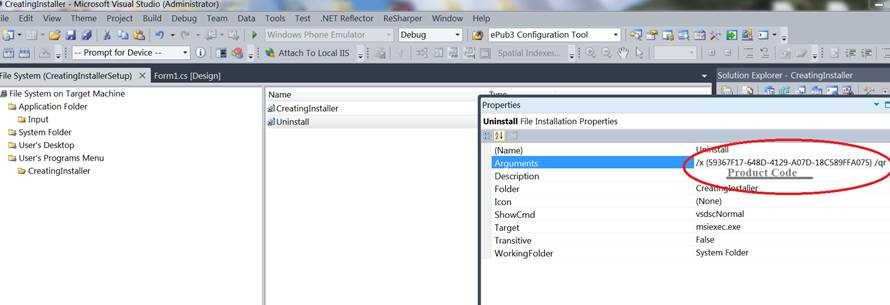 CreatingInstaller - Microsoft Visual Studio (Administrator)
File Edit View Theme Project Build Debug Team Data Tools Test .NET Reflector ReSharper Window Help
Windows Phone Emulator Debug ePub3 Configuration Tool
-- Prompt for Device -- Attach To Local IIS Spatial Indexes...
File System (CreatingInstallerSetup) Form1.cs [Design] Solution Explorer - CreatingInstaller
File System on Target Machine
Application Folder
Input
System Folder
User's Desktop
User's Programs Menu
CreatingInstaller
Name Type
CreatingInstaller
Uninstall
Properties
Uninstall File Installation Properties
(Name) Uninstall
Arguments /x {59367F17-648D-4129-A07D-18C589FFA075} /qr
Product Code
Description
Folder CreatingInstaller
Icon (None)
ShowCmd vsdscNormal
Target msiexec.exe
Transitive False
WorkingFolder System Folder